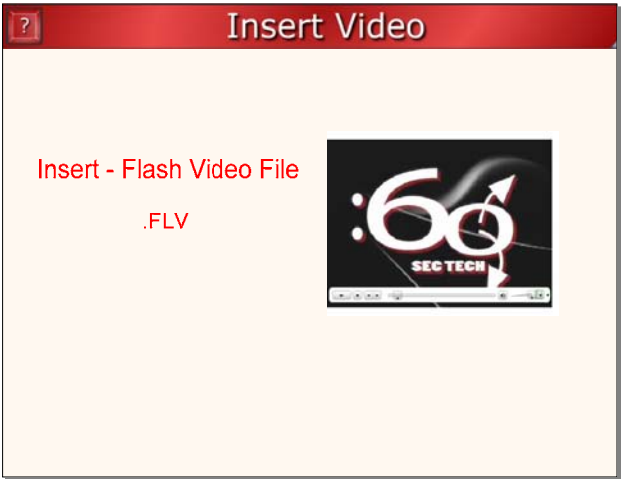 ?
Insert Video
Insert - Flash Video File
.FLV
:60
SEC TECH